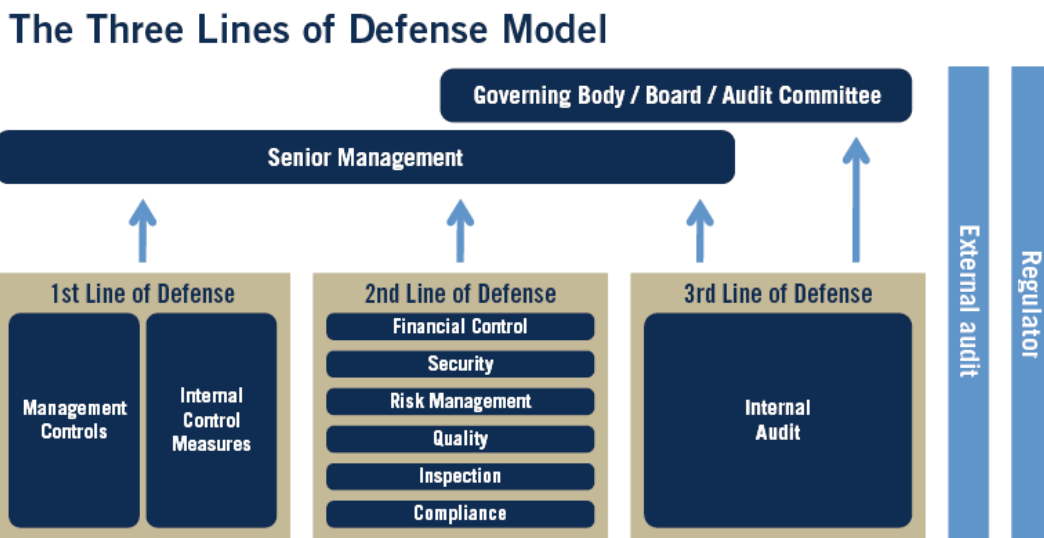 The Three Lines of Defense Model
Governing Body / Board / Audit Committee
Senior Management
1st Line of Defense
Management
Controls
Internal
Control
Measures
2nd Line of Defense
Financial Control
Security
Risk Management
Quality
Inspection
Compliance
3rd Line of Defense
Internal
Audit
External audit
Regulator